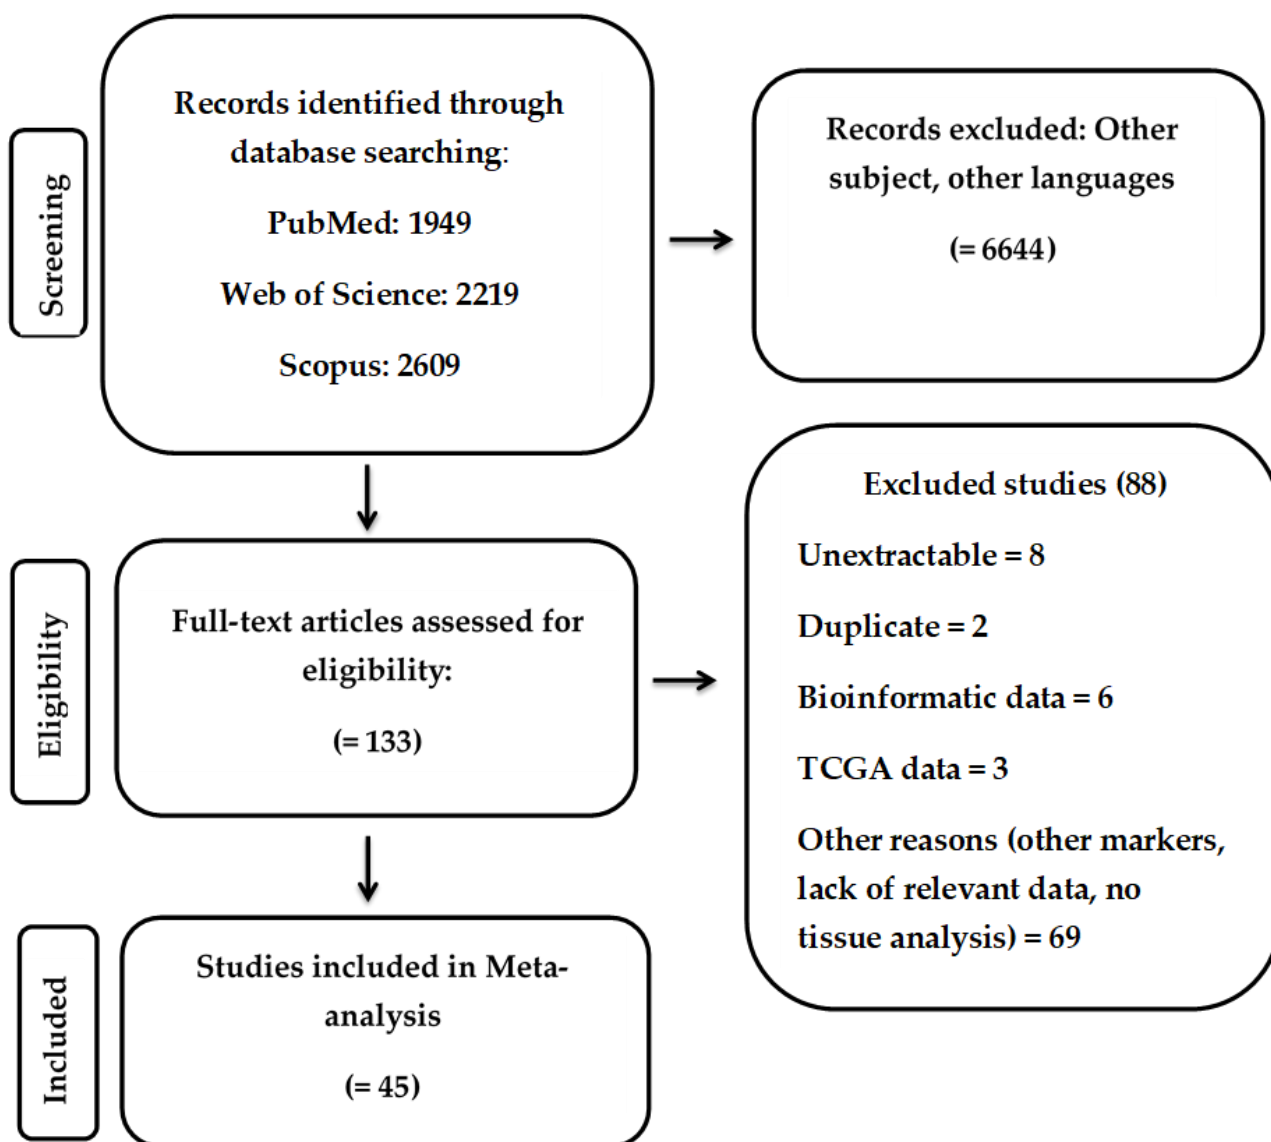 Screening
Records identified through
database searching:
PubMed: 1949
Web of Science: 2219
Scopus: 2609
Records excluded: Other
subject, other languages
(= 6644)
Eligibility
Full-text articles assessed for
eligibility:
(= 133)
Excluded studies (88)
Unextractable = 8
Duplicate = 2
Bioinformatic data = 6
TCGA data = 3
Other reasons (other markers,
lack of relevant data, no
tissue analysis) = 69
Included
Studies included in Meta-
analysis
(= 45)